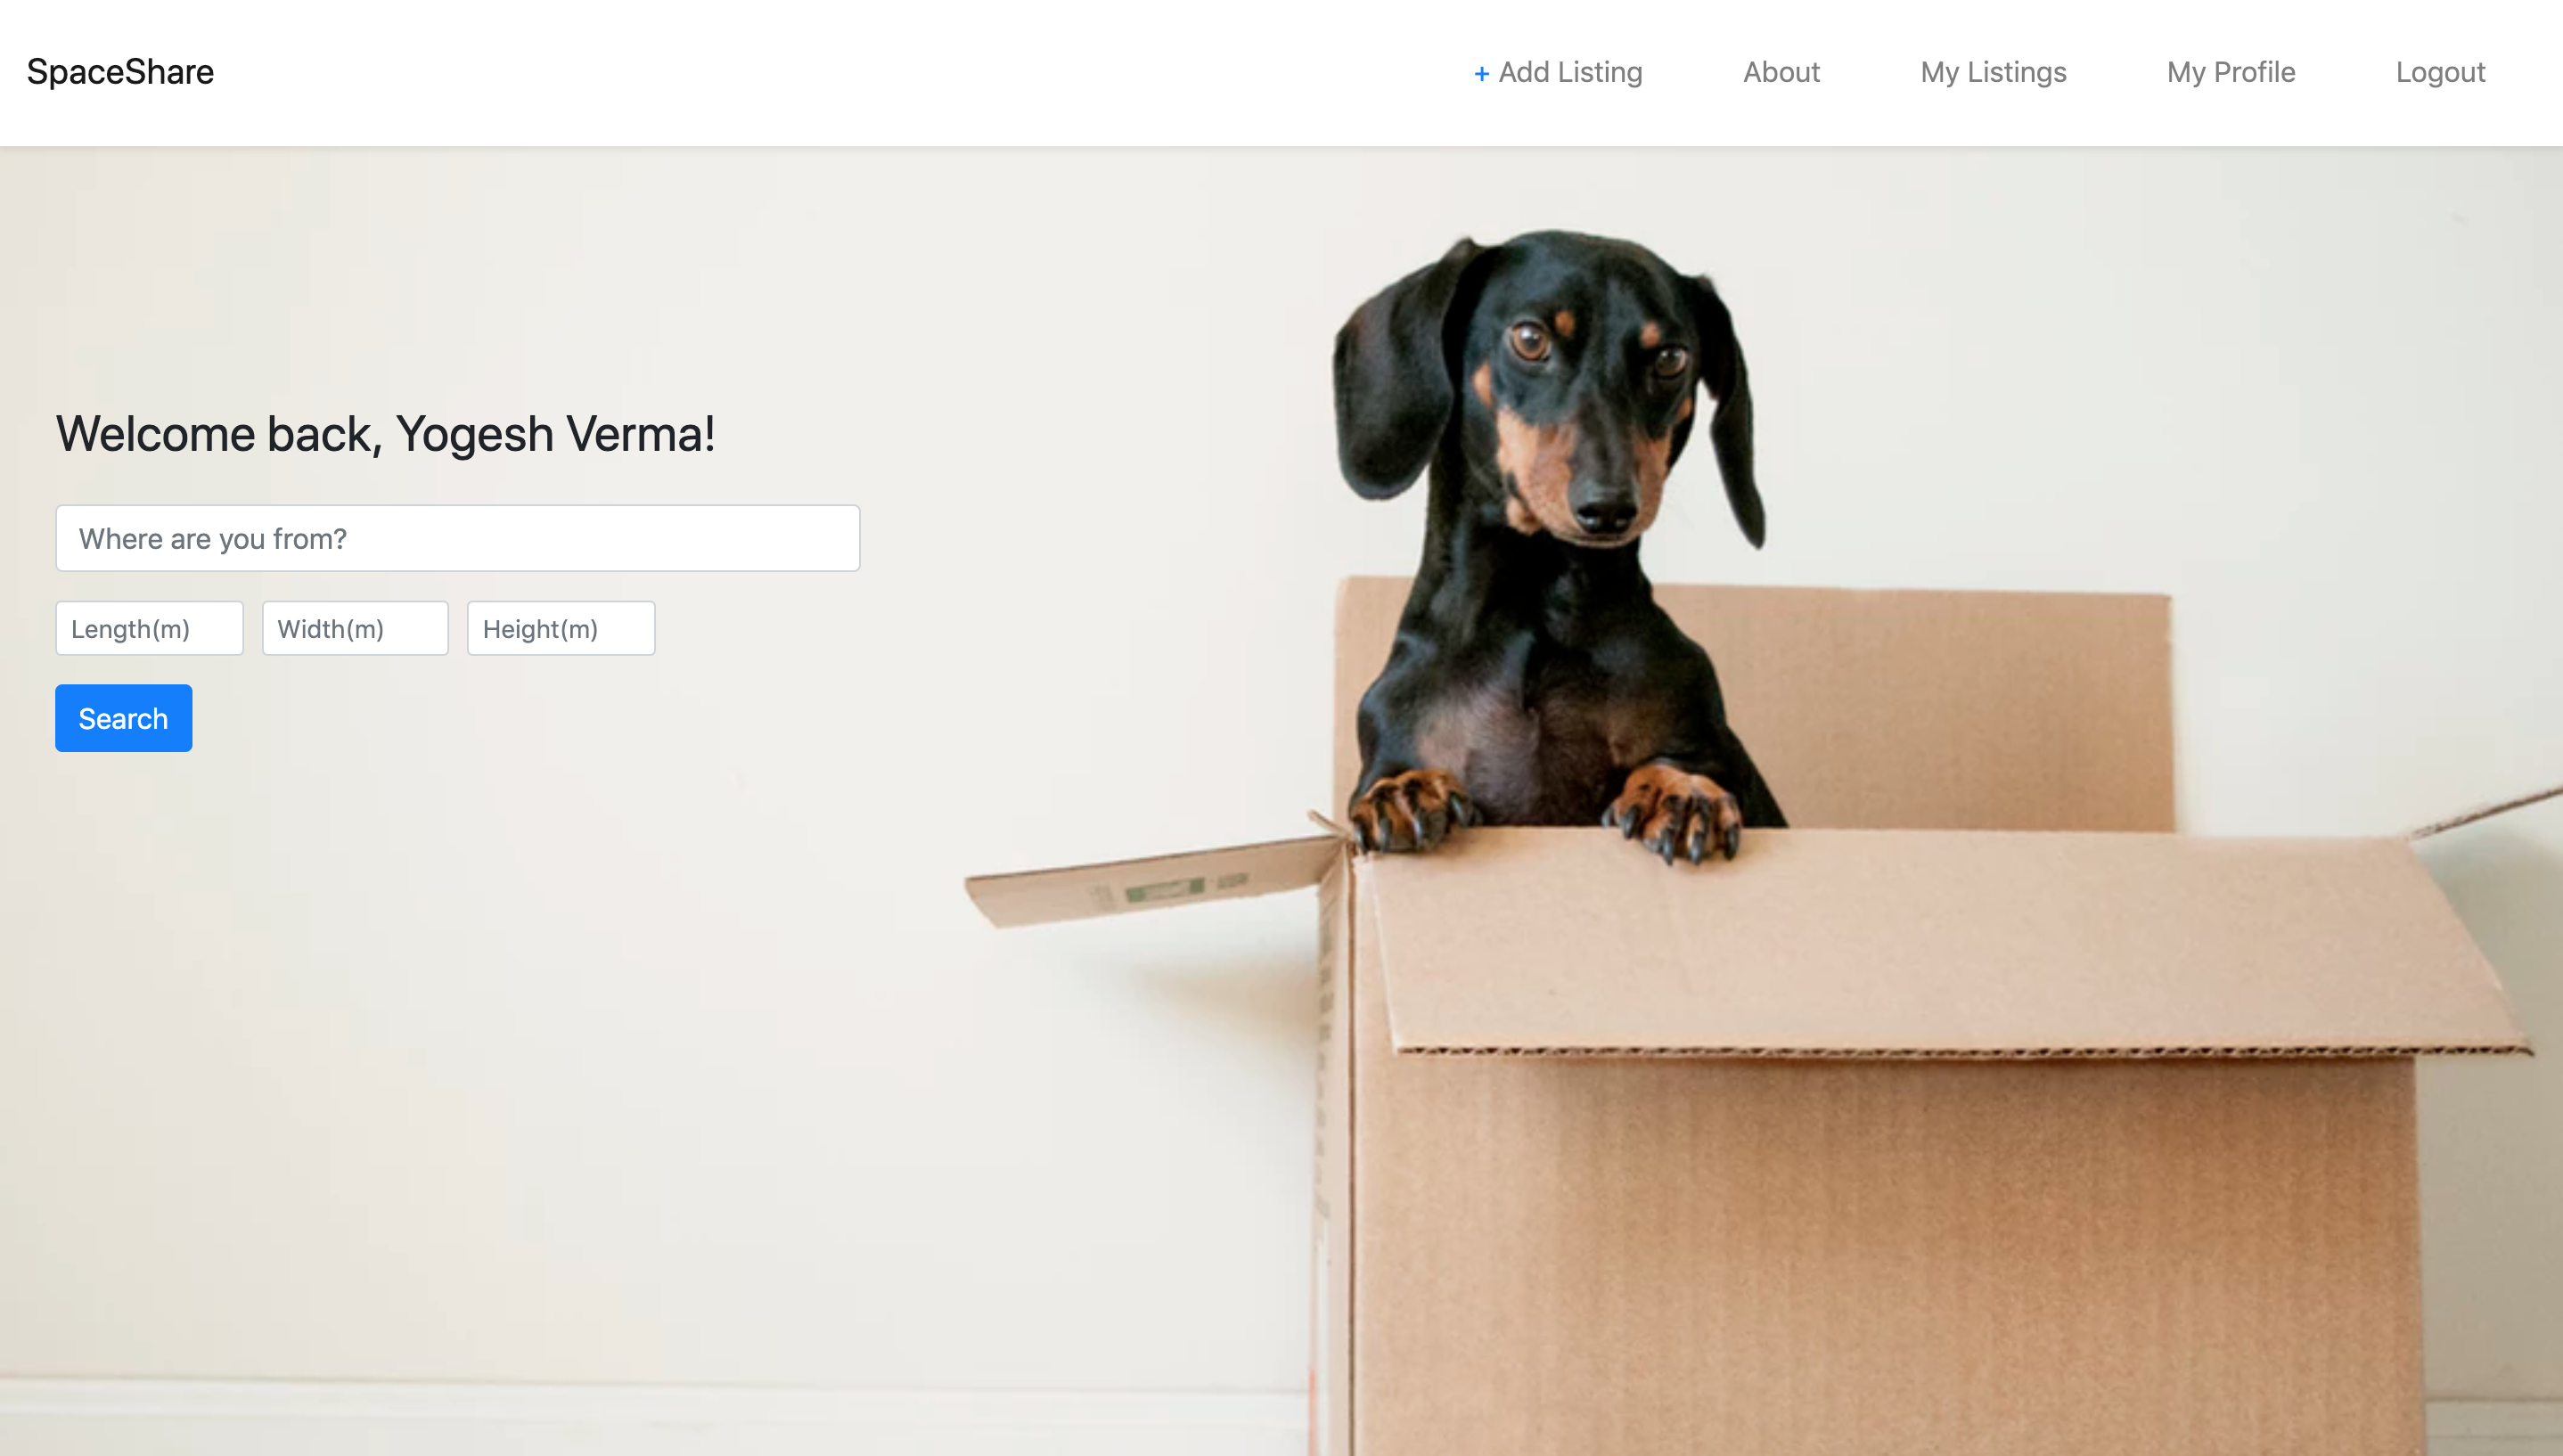 SpaceShare
+ Add Listing
About
My Listings
My Profile
Logout
Welcome back, Yogesh Verma!
Where are you from?
Length(m) Width(m) Height(m)
Search